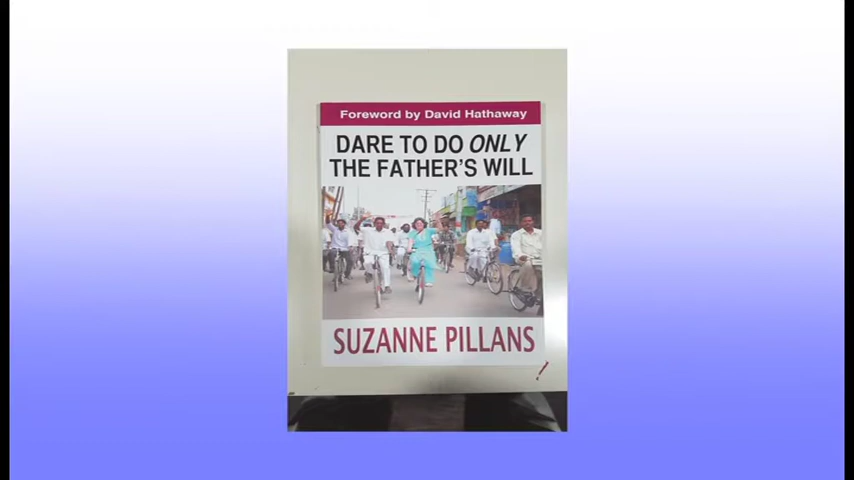 Foreword by David Hathaway
DARE TO DO ONLY
THE FATHER'S WILL
SUZANNE PILLANS